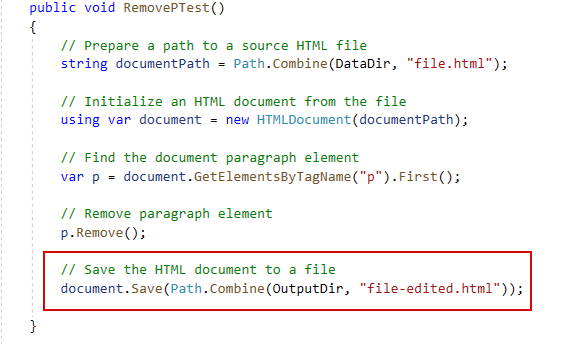 public void RemovePTest()
{
// Prepare a path to a source HTML file
string documentPath = Path.Combine(DataDir, "file.html");
// Initialize an HTML document from the file
using var document = new HTMLDocument(documentPath);
// Find the document paragraph element
var p = document.GetElementsByTagName("p").First();
// Remove paragraph element
p.Remove();
// Save the HTML document to a file
document.Save(Path.Combine(OutputDir, "file-edited.html"));
}